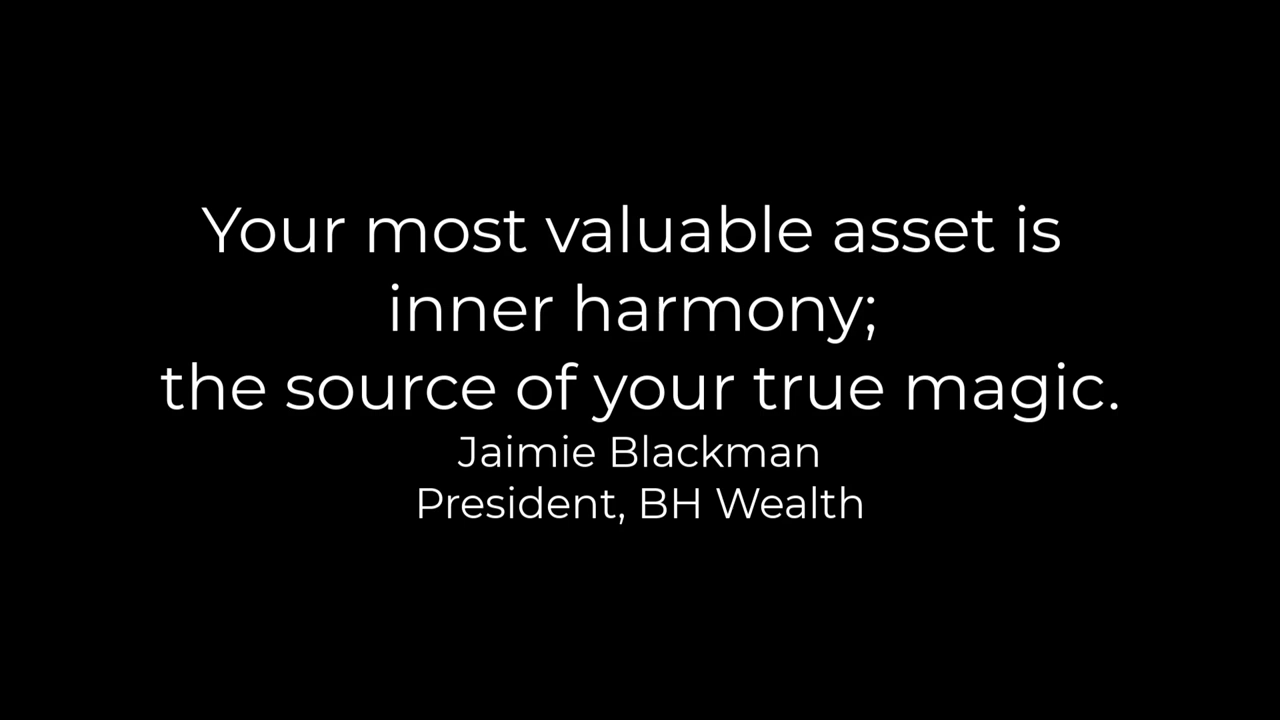 Your most valuable asset is
inner harmony;
the source of your true magic.
Jaimie Blackman
President, BH Wealth